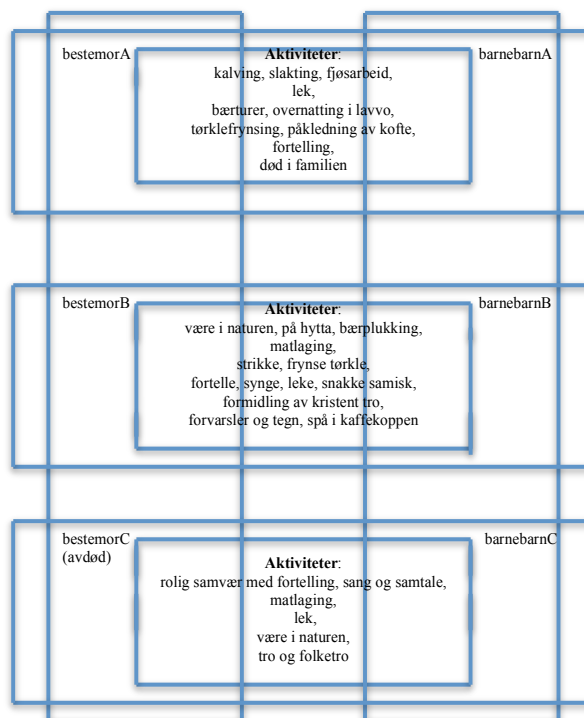 bestemorA
Aktiviteter:
barnebarnA
kalving, slakting, fjøsarbeid,
lek,
bærturer, overnatting i lavvo,
tørklefrynsing, påkledning av kofte,
fortelling,
død i familien
bestemorB
Aktiviteter:
barnebarnB
være i naturen, på hytta, bærplukking,
matlaging,
strikke, frynse tørkle,
fortelle, synge, leke, snakke samisk,
formidling av kristent tro,
forvarsler og tegn, spå i kaffekoppen
bestemorC
(avdød)
barnebarnC
Aktiviteter:
rolig samvær med fortelling, sang og samtale,
matlaging,
lek,
være i naturen,
tro og folketro